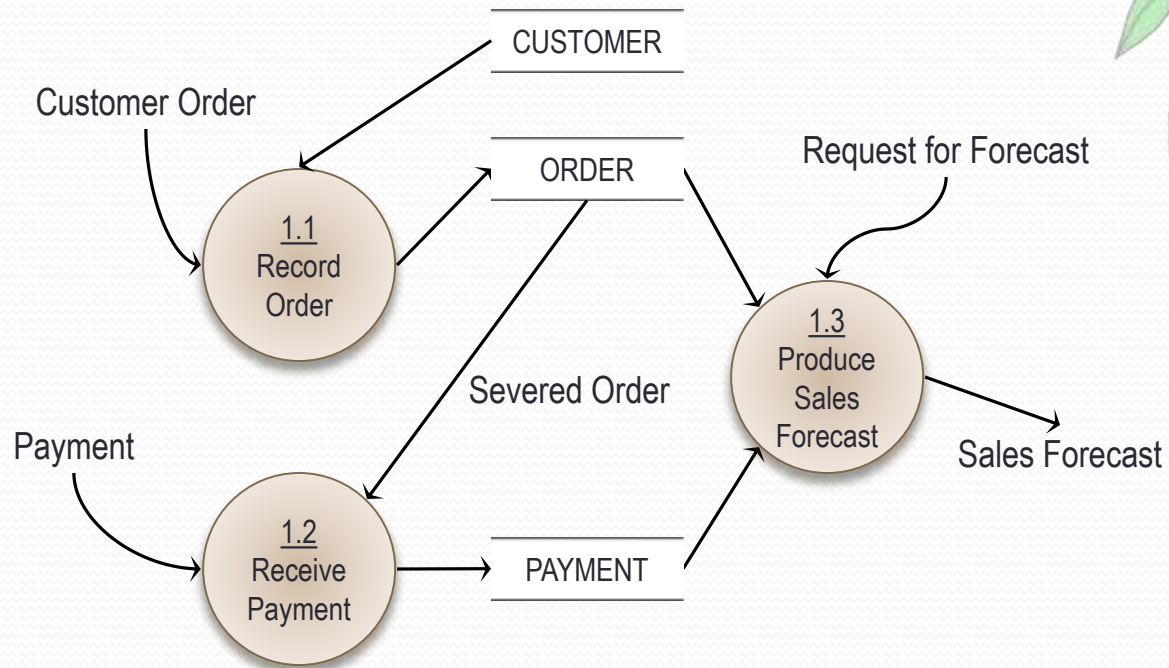 CUSTOMER
Customer Order
ORDER
Request for Forecast
1.1
Record
Order
1.3
Produce
Sales
Forecast
Severed Order
Payment
Sales Forecast
1.2
Receive
Payment
PAYMENT